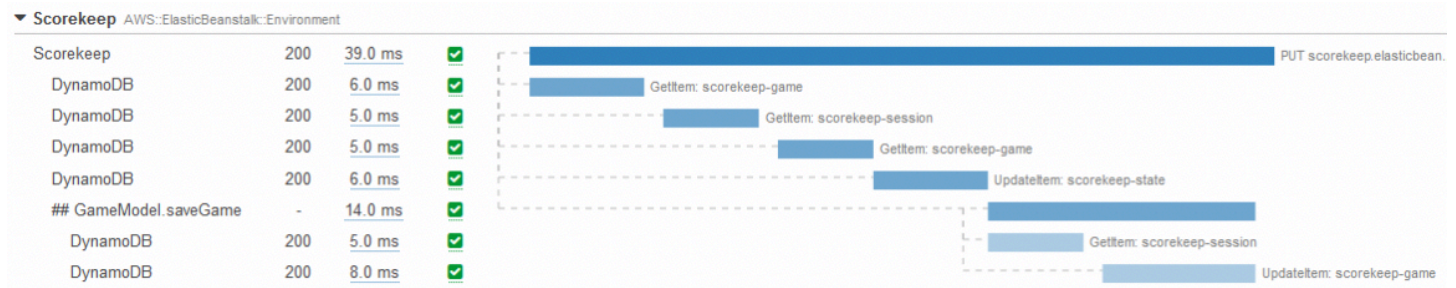 Scorekeep AWS::ElasticBeanstalk::Environment
Scorekeep 200 39.0 ms PUT scorekeep.elasticbean.
DynamoDB 200 6.0 ms GetItem: scorekeep-game
DynamoDB 200 5.0 ms GetItem: scorekeep-session
DynamoDB 200 5.0 ms GetItem: scorekeep-game
DynamoDB 200 6.0 ms UpdateItem: scorekeep-state
## GameModel.saveGame - 14.0 ms
DynamoDB 200 5.0 ms GetItem: scorekeep-session
DynamoDB 200 8.0 ms UpdateItem: scorekeep-game